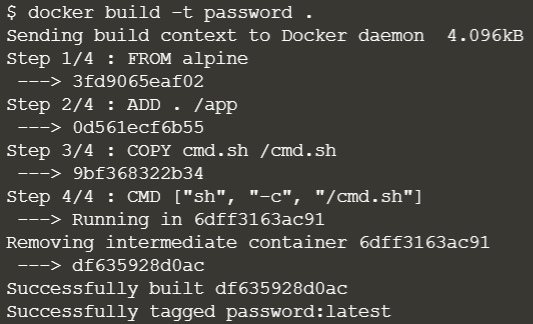 $ docker build -t password .
Sending build context to Docker daemon  4.096kB
Step 1/4 : FROM alpine
 ---> 3fd9065eaf02
Step 2/4 : ADD . /app
 ---> 0d561ecf6b55
Step 3/4 : COPY cmd.sh /cmd.sh
 ---> 9bf368322b34
Step 4/4 : CMD ["sh", "-c", "/cmd.sh"]
 ---> Running in 6dff3163ac91
Removing intermediate container 6dff3163ac91
 ---> df635928d0ac
Successfully built df635928d0ac
Successfully tagged password:latest